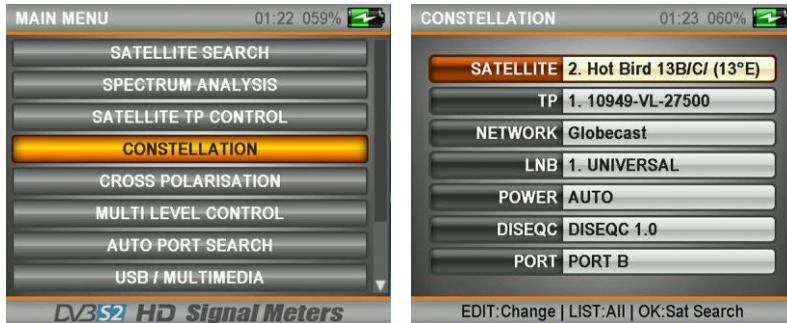 MAIN MENU 01:22 059%
SATELLITE SEARCH
SPECTRUM ANALYSIS
SATELLITE TP CONTROL
CONSTELLATION
CROSS POLARISATION
MULTI LEVEL CONTROL
AUTO PORT SEARCH
USB / MULTIMEDIA
DVBS2 HD Signal Meters
CONSTELLATION 01:23 060%
SATELLITE 2. Hot Bird 13B/C/ (13°E)
TP 1. 10949-VL-27500
NETWORK Globecast
LNB 1. UNIVERSAL
POWER AUTO
DISEQC DISEQC 1.0
PORT PORT B
EDIT:Change | LIST:All | OK:Sat Search